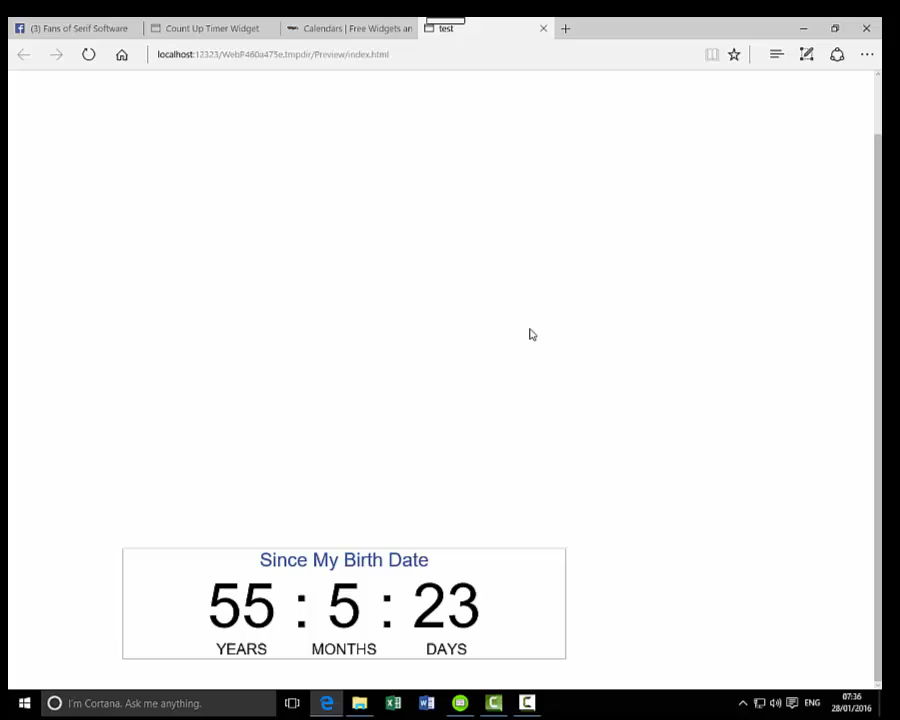 (3) Fans of Serif Software
Count Up Timer Widget
Calendars | Free Widgets an
test
localhost:12323/WebP460a475e.tmpdir/Preview/index.html
Since My Birth Date
55 : 5 : 23
YEARS MONTHS DAYS
I'm Cortana. Ask me anything.
ENG
07:36
28/01/2016